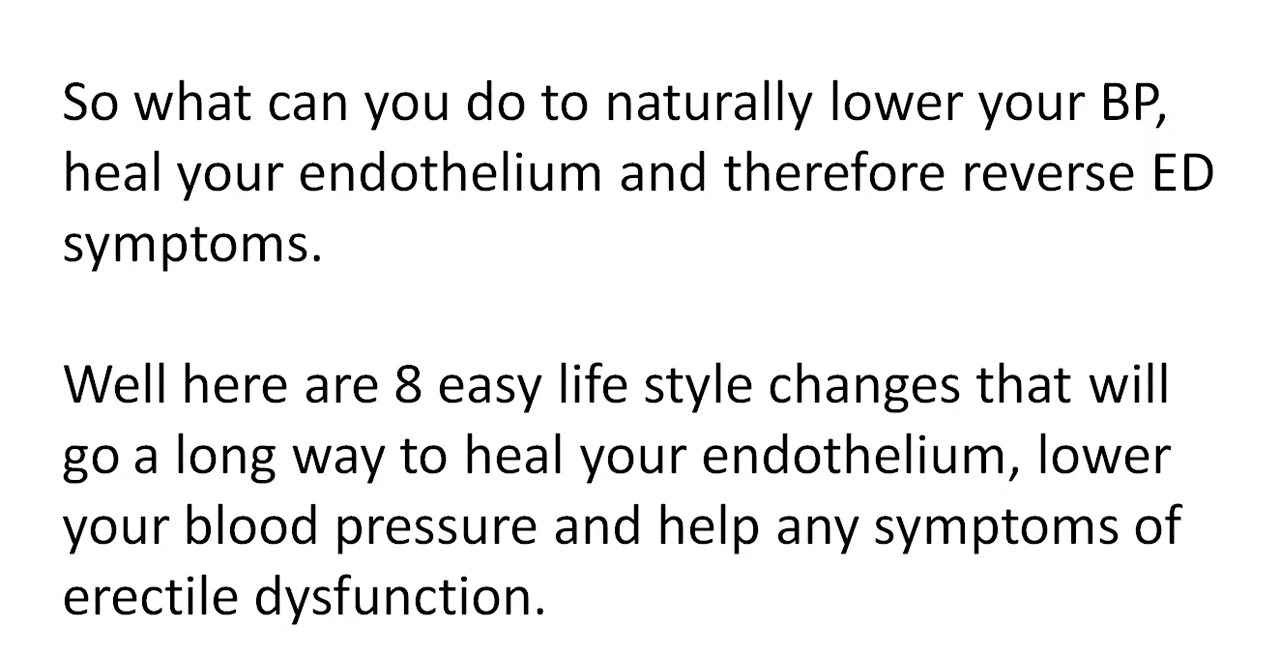 So what can you do to naturally lower your BP,
heal your endothelium and therefore reverse ED
symptoms.
Well here are 8 easy life style changes that will
go a long way to heal your endothelium, lower
your blood pressure and help any symptoms of
erectile dysfunction.